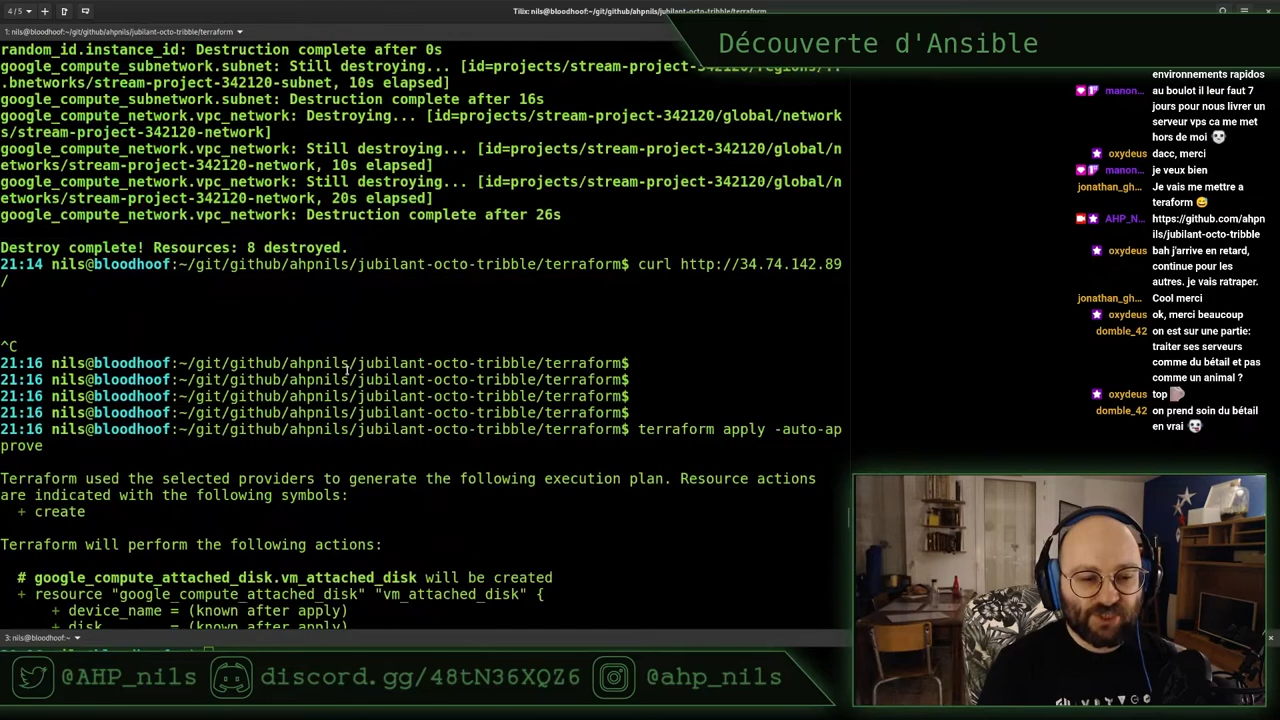 4 / 5
Tilix: nils@bloodhoof:~/git/github/ahpnils/jubilant-octo-tribble/terraform
1: nils@bloodhoof:~/git/github/ahpnils/jubilant-octo-tribble/terraform
Découverte d'Ansible
random_id.instance_id: Destruction complete after 0s
google_compute_subnetwork.subnet: Still destroying... [id=projects/stream-project-342120/regions/..
.bnetworks/stream-project-342120-subnet, 10s elapsed]
google_compute_subnetwork.subnet: Destruction complete after 16s
google_compute_network.vpc_network: Destroying... [id=projects/stream-project-342120/global/network
s/stream-project-342120-network]
google_compute_network.vpc_network: Still destroying... [id=projects/stream-project-342120/global/n
etworks/stream-project-342120-network, 10s elapsed]
google_compute_network.vpc_network: Still destroying... [id=projects/stream-project-342120/global/n
etworks/stream-project-342120-network, 20s elapsed]
google_compute_network.vpc_network: Destruction complete after 26s
Destroy complete! Resources: 8 destroyed.
21:14 nils@bloodhoof:~/git/github/ahpnils/jubilant-octo-tribble/terraform$ curl http://34.74.142.89
/
^C
21:16 nils@bloodhoof:~/git/github/ahpnils/jubilant-octo-tribble/terraform$
21:16 nils@bloodhoof:~/git/github/ahpnils/jubilant-octo-tribble/terraform$
21:16 nils@bloodhoof:~/git/github/ahpnils/jubilant-octo-tribble/terraform$
21:16 nils@bloodhoof:~/git/github/ahpnils/jubilant-octo-tribble/terraform$
21:16 nils@bloodhoof:~/git/github/ahpnils/jubilant-octo-tribble/terraform$ terraform apply -auto-ap
prove
Terraform used the selected providers to generate the following execution plan. Resource actions
are indicated with the following symbols:
+ create
Terraform will perform the following actions:
# google_compute_attached_disk.vm_attached_disk will be created
+ resource "google_compute_attached_disk" "vm_attached_disk" {
+ device_name = (known after apply)
+ disk = (known after apply)
3: nils@bloodhoof:~
environnements rapidos
manon... au boulot il leur faut 7
jours pour nous livrer un
serveur vps ca me met
hors de moi
oxydeus dacc, merci
manon... je veux bien
jonathan_gh... Je vais me mettre a
teraform 😅
AHP_N... https://github.com/ahpn
ils/jubilant-octo-tribble
oxydeus bah j'arrive en retard,
continue pour les
autres. je vais ratraper.
jonathan_gh... Cool merci
oxydeus ok, merci beaucoup
domble_42 on est sur une partie:
traiter ses serveurs
comme du bétail et pas
comme un animal ?
oxydeus top
domble_42 on prend soin du bétail
en vrai
@AHP_nils
discord.gg/48tN36XQZ6
@ahp_nils